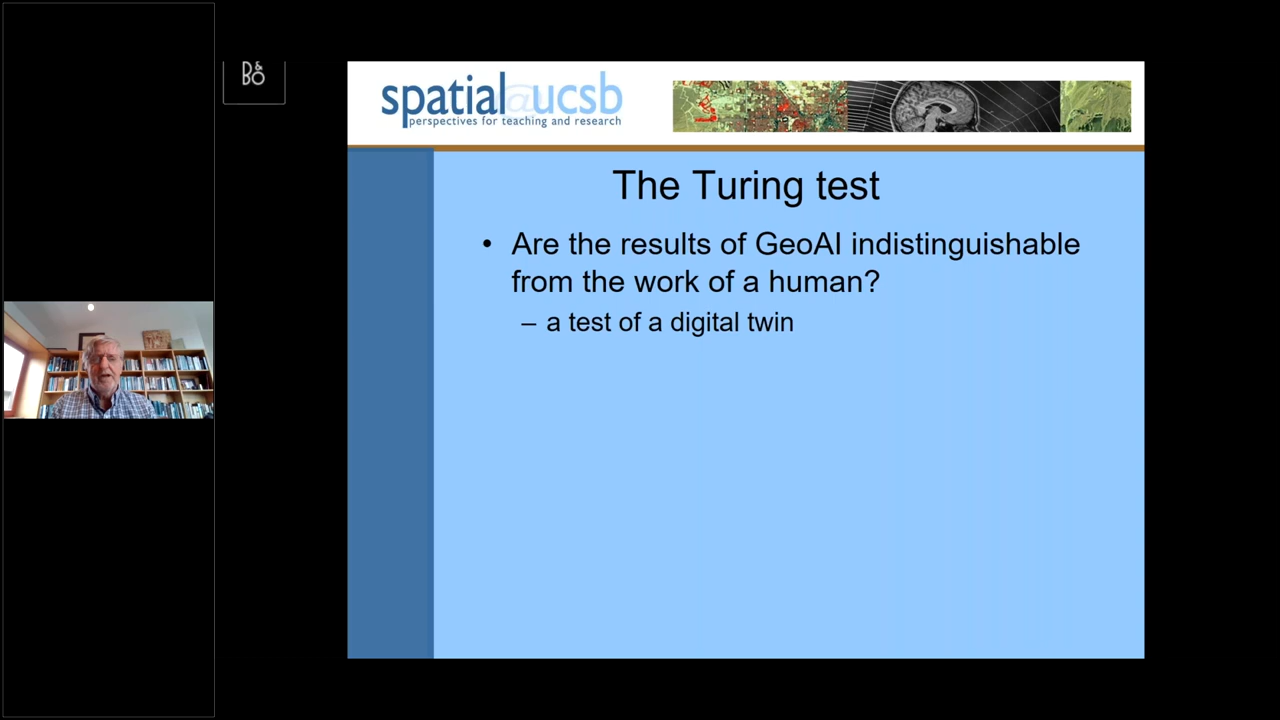 B&
BO
spatial@ucsb
perspectives for teaching and research
The Turing test
• Are the results of GeoAI indistinguishable
from the work of a human?
– a test of a digital twin